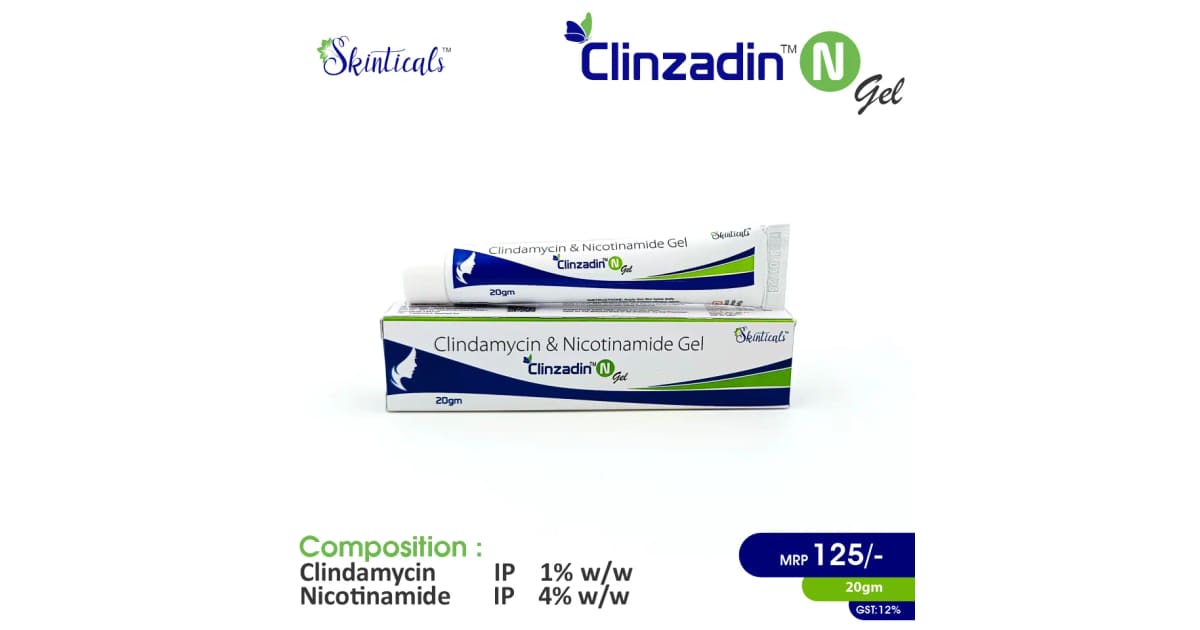 Skinticals™
Clinzadin™ N
Gel
Clindamycin & Nicotinamide Gel
Skinticals
Clinzadin™ N Gel
20gm
Clindamycin & Nicotinamide Gel
Skinticals™
Clinzadin™ N Gel
20gm
Composition :
Clindamycin IP 1% w/w
Nicotinamide IP 4% w/w
MRP 125/-
20gm
GST:12%